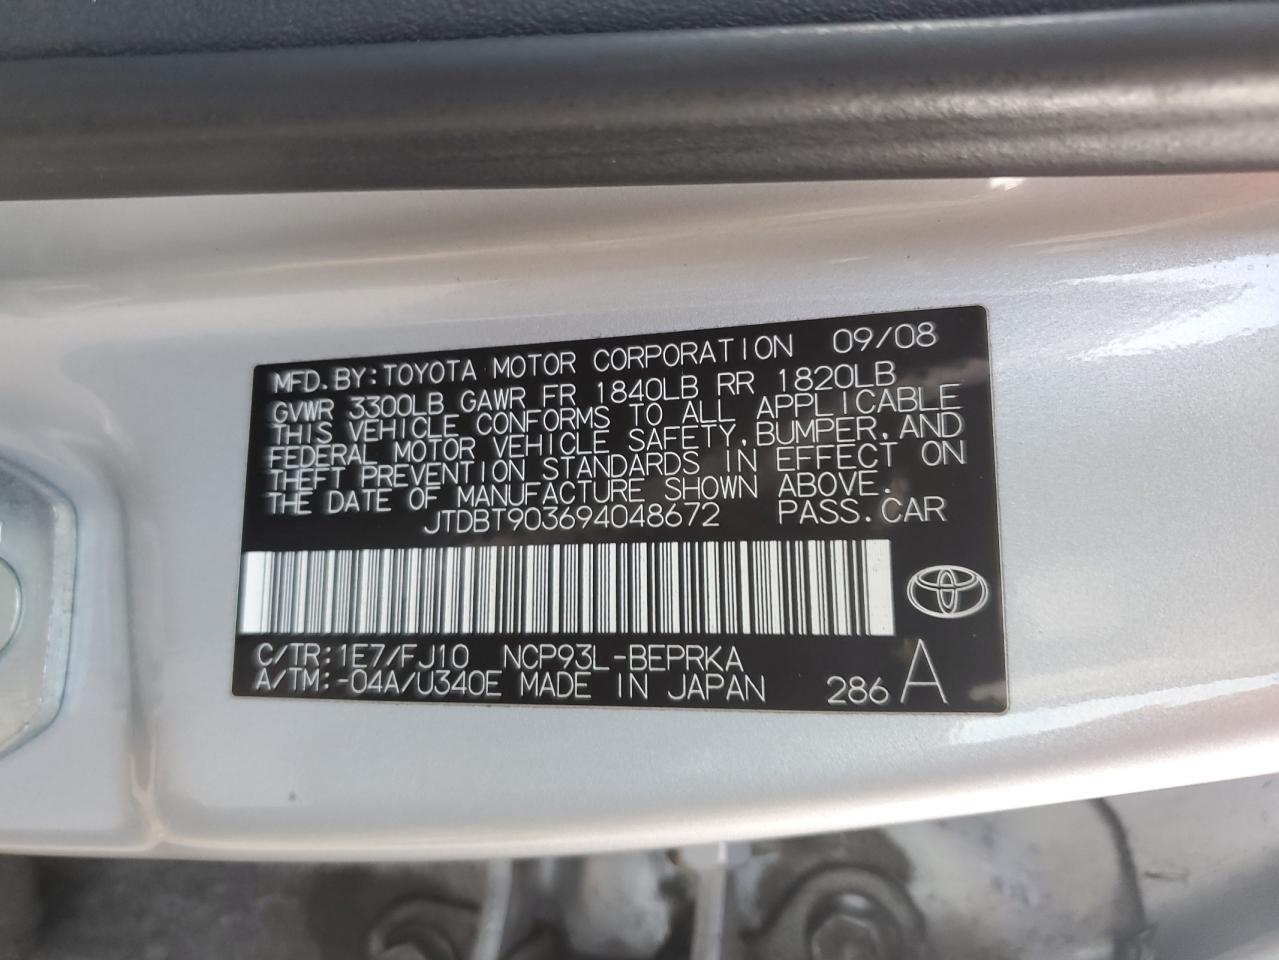 MFD. BY: TOYOTA MOTOR CORPORATION 09/08
GVWR 3300LB GAWR FR 1840LB RR 1820LB
THIS VEHICLE CONFORMS TO ALL APPLICABLE
FEDERAL MOTOR VEHICLE SAFETY, BUMPER, AND
THEFT PREVENTION STANDARDS IN EFFECT ON
THE DATE OF MANUFACTURE SHOWN ABOVE.
JTDBT903694048672 PASS. CAR
C/TR: 1E7/FJ10 NCP93L-BEPRKA
A/TM: -04A/U340E MADE IN JAPAN 286 A